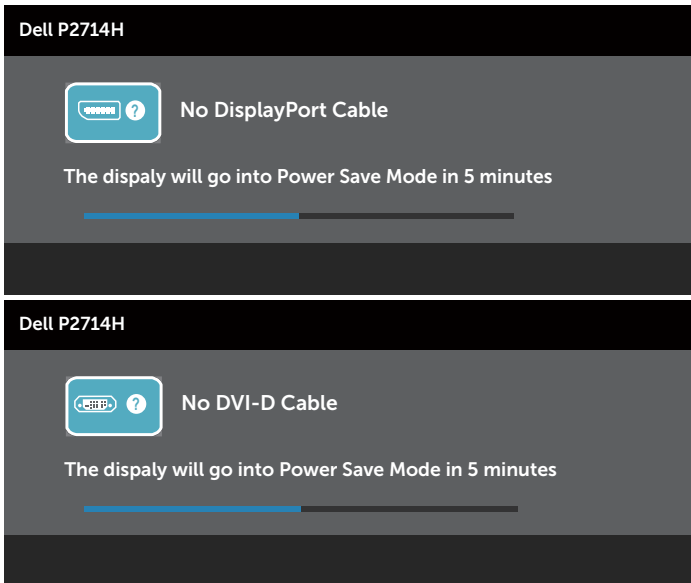 Dell P2714H
? No DisplayPort Cable
The dispaly will go into Power Save Mode in 5 minutes
Dell P2714H
? No DVI-D Cable
The dispaly will go into Power Save Mode in 5 minutes